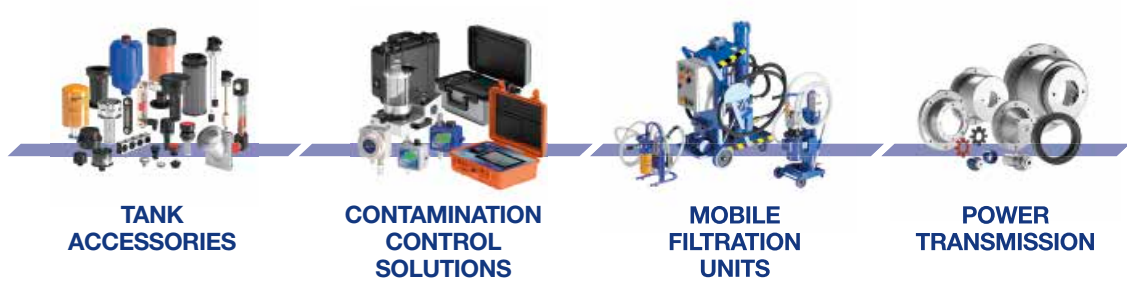 TANK
ACCESSORIES
CONTAMINATION
CONTROL
SOLUTIONS
MOBILE
FILTRATION
UNITS
POWER
TRANSMISSION